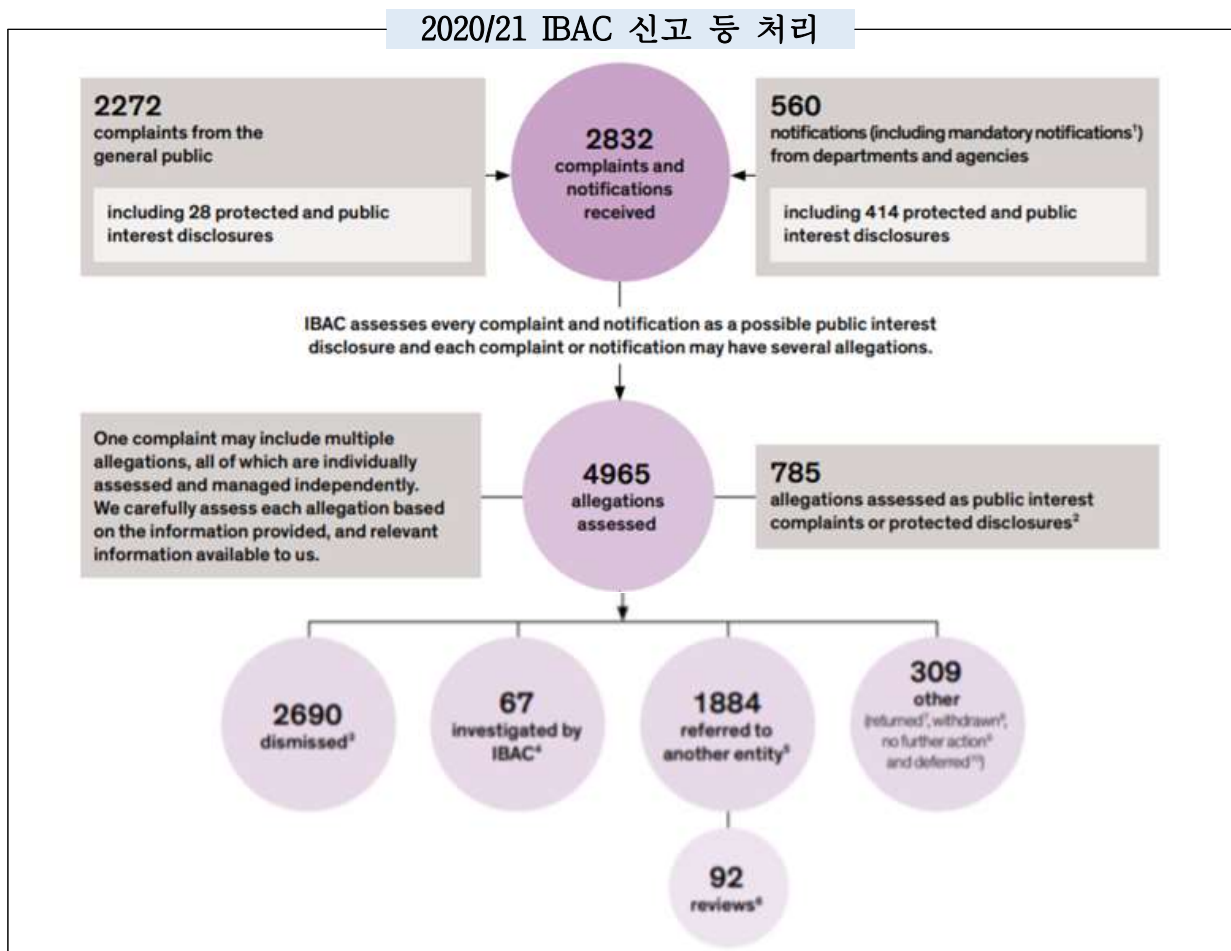 2020/21 IBAC 신고 등 처리
2272
complaints from the
general public
including 28 protected and public
interest disclosures
2832
complaints and
notifications
received
560
notifications (including mandatory notifications¹)
from departments and agencies
including 414 protected and public
interest disclosures
IBAC assesses every complaint and notification as a possible public interest
disclosure and each complaint or notification may have several allegations.
One complaint may include multiple
allegations, all of which are individually
assessed and managed independently.
We carefully assess each allegation based
on the information provided, and relevant
information available to us.
4965
allegations
assessed
785
allegations assessed as public interest
complaints or protected disclosures²
2690
dismissed³
67
investigated by
IBAC⁴
1884
referred to
another entity⁵
309
other
(returned⁷, withdrawn⁸,
no further action⁹
and deferred¹⁰)
92
reviews⁶